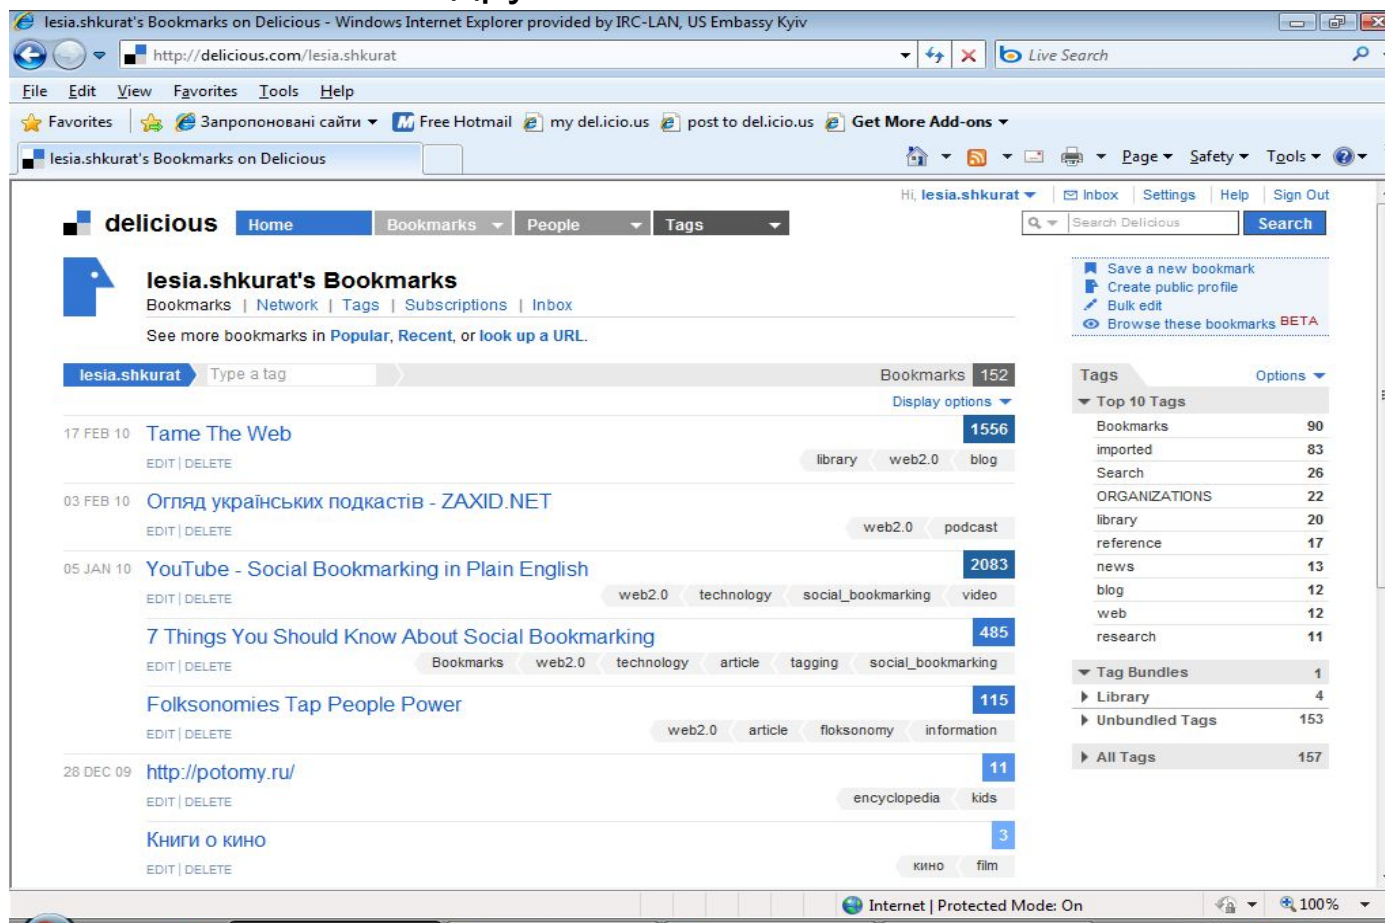 lesia.shkurat's Bookmarks on Delicious - Windows Internet Explorer provided by IRC-LAN, US Embassy Kyiv
http://delicious.com/lesia.shkurat
Live Search
File Edit View Favorites Tools Help
Favorites Запропоновані сайти Free Hotmail my del.icio.us post to del.icio.us Get More Add-ons
lesia.shkurat's Bookmarks on Delicious Page Safety Tools
Hi, lesia.shkurat Inbox Settings Help Sign Out
delicious Home Bookmarks People Tags Search Delicious Search
lesia.shkurat's Bookmarks
Bookmarks | Network | Tags | Subscriptions | Inbox
See more bookmarks in Popular, Recent, or look up a URL.
Save a new bookmark
Create public profile
Bulk edit
Browse these bookmarks BETA
lesia.shkurat Type a tag Bookmarks 152
Display options
17 FEB 10 Tame The Web 1556
EDIT | DELETE library web2.0 blog
03 FEB 10 Огляд українських подкастів - ZAXID.NET
EDIT | DELETE web2.0 podcast
05 JAN 10 YouTube - Social Bookmarking in Plain English 2083
EDIT | DELETE web2.0 technology social_bookmarking video
7 Things You Should Know About Social Bookmarking 485
EDIT | DELETE Bookmarks web2.0 technology article tagging social_bookmarking
Folksonomies Tap People Power 115
EDIT | DELETE web2.0 article floksonomy information
28 DEC 09 http://potomy.ru/ 11
EDIT | DELETE encyclopedia kids
Книги о кино 3
EDIT | DELETE кино film
Tags Options
Top 10 Tags
Bookmarks 90
imported 83
Search 26
ORGANIZATIONS 22
library 20
reference 17
news 13
blog 12
web 12
research 11
Tag Bundles 1
Library 4
Unbundled Tags 153
All Tags 157
Internet | Protected Mode: On 100%